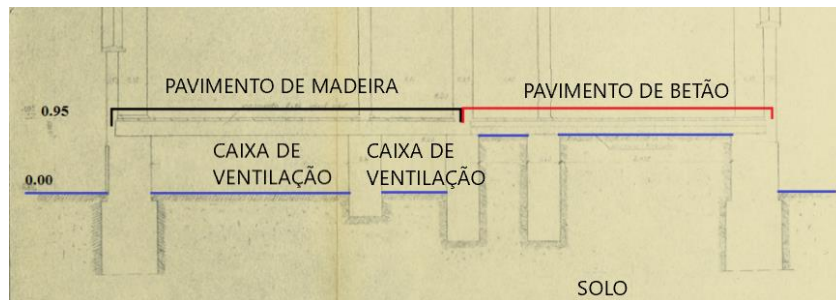 PAVIMENTO DE MADEIRA
PAVIMENTO DE BETÃO
0.95
CAIXA DE
VENTILAÇÃO
CAIXA DE
VENTILAÇÃO
0.00
SOLO